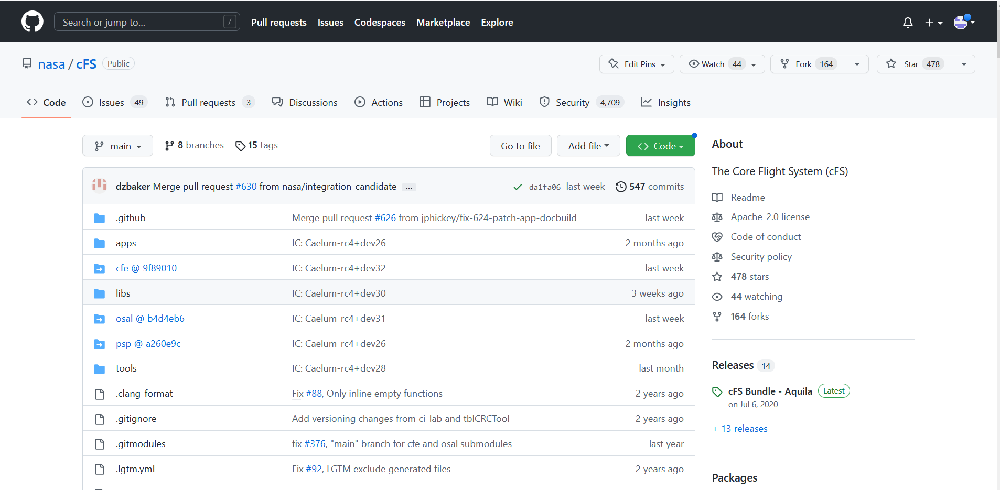 Search or jump to... / Pull requests Issues Codespaces Marketplace Explore
nasa / cFS Public Edit Pins Watch 44 Fork 164 Star 478
Code Issues 49 Pull requests 3 Discussions Actions Projects Wiki Security 4,709 Insights
main 8 branches 15 tags Go to file Add file Code
dzbaker Merge pull request #630 from nasa/integration-candidate ... da1fa06 last week 547 commits
.github Merge pull request #626 from jphickey/fix-624-patch-app-docbuild last week
apps IC: Caelum-rc4+dev26 2 months ago
cfe @ 9f89010 IC: Caelum-rc4+dev32 last week
libs IC: Caelum-rc4+dev30 3 weeks ago
osal @ b4d4eb6 IC: Caelum-rc4+dev31 last week
psp @ a260e9c IC: Caelum-rc4+dev26 2 months ago
tools IC: Caelum-rc4+dev28 last month
.clang-format Fix #88, Only inline empty functions 2 years ago
.gitignore Add versioning changes from ci_lab and tblCRCTool 2 years ago
.gitmodules fix #376, "main" branch for cfe and osal submodules last year
.lgtm.yml Fix #92, LGTM exclude generated files 2 years ago
About
The Core Flight System (cFS)
Readme
Apache-2.0 license
Code of conduct
Security policy
478 stars
44 watching
164 forks
Releases 14
cFS Bundle - Aquila Latest
on Jul 6, 2020
+ 13 releases
Packages